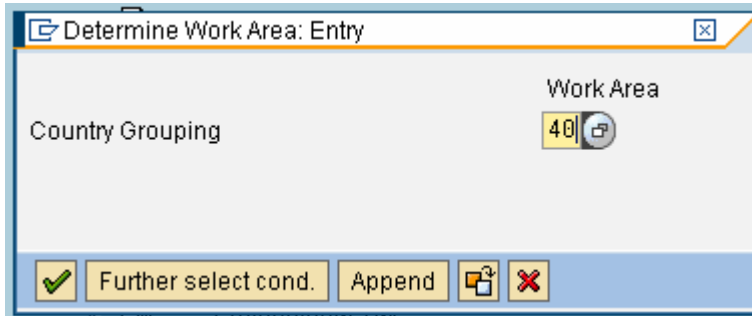 Determine Work Area: Entry
Work Area
Country Grouping
40
Further select cond.
Append